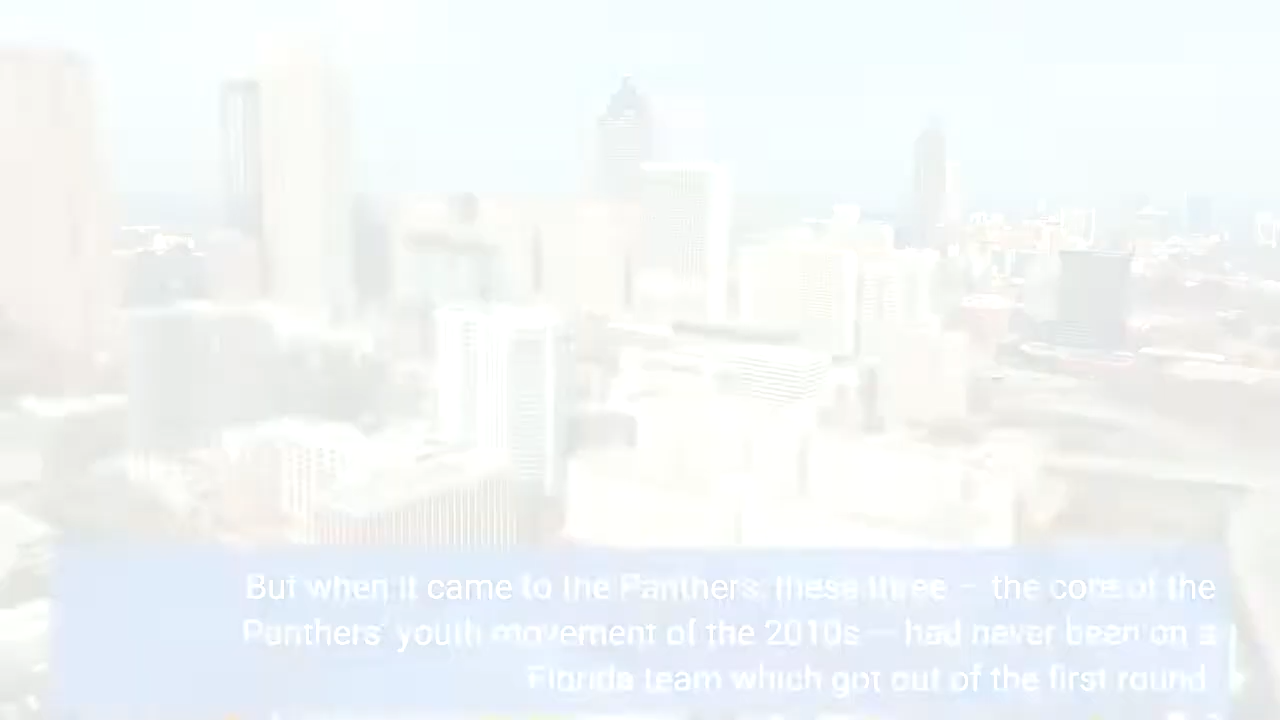 But when it came to the Panthers, these three – the core of the
Panthers' youth movement of the 2010s — had never been on a
Florida team which got out of the first round.